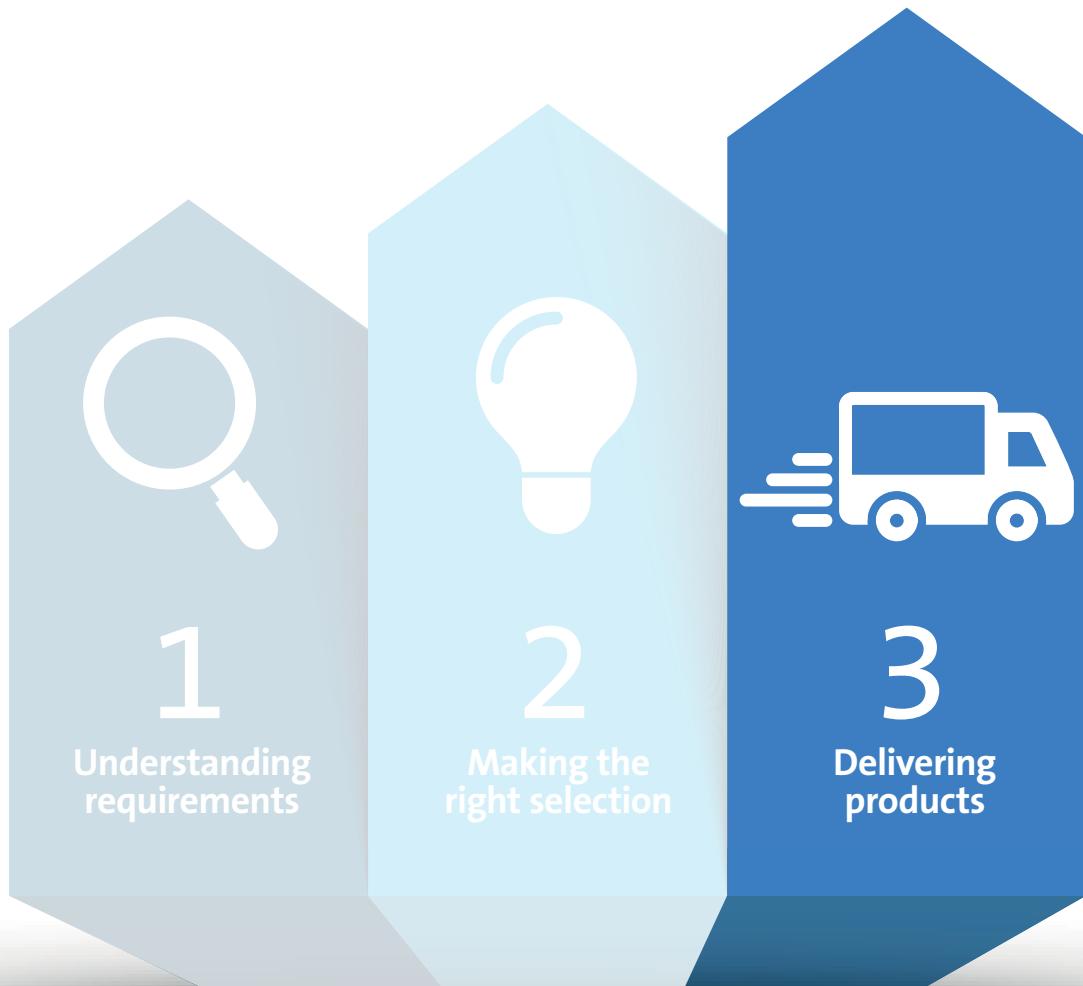 1
Understanding
requirements
2
Making the
right selection
3
Delivering
products